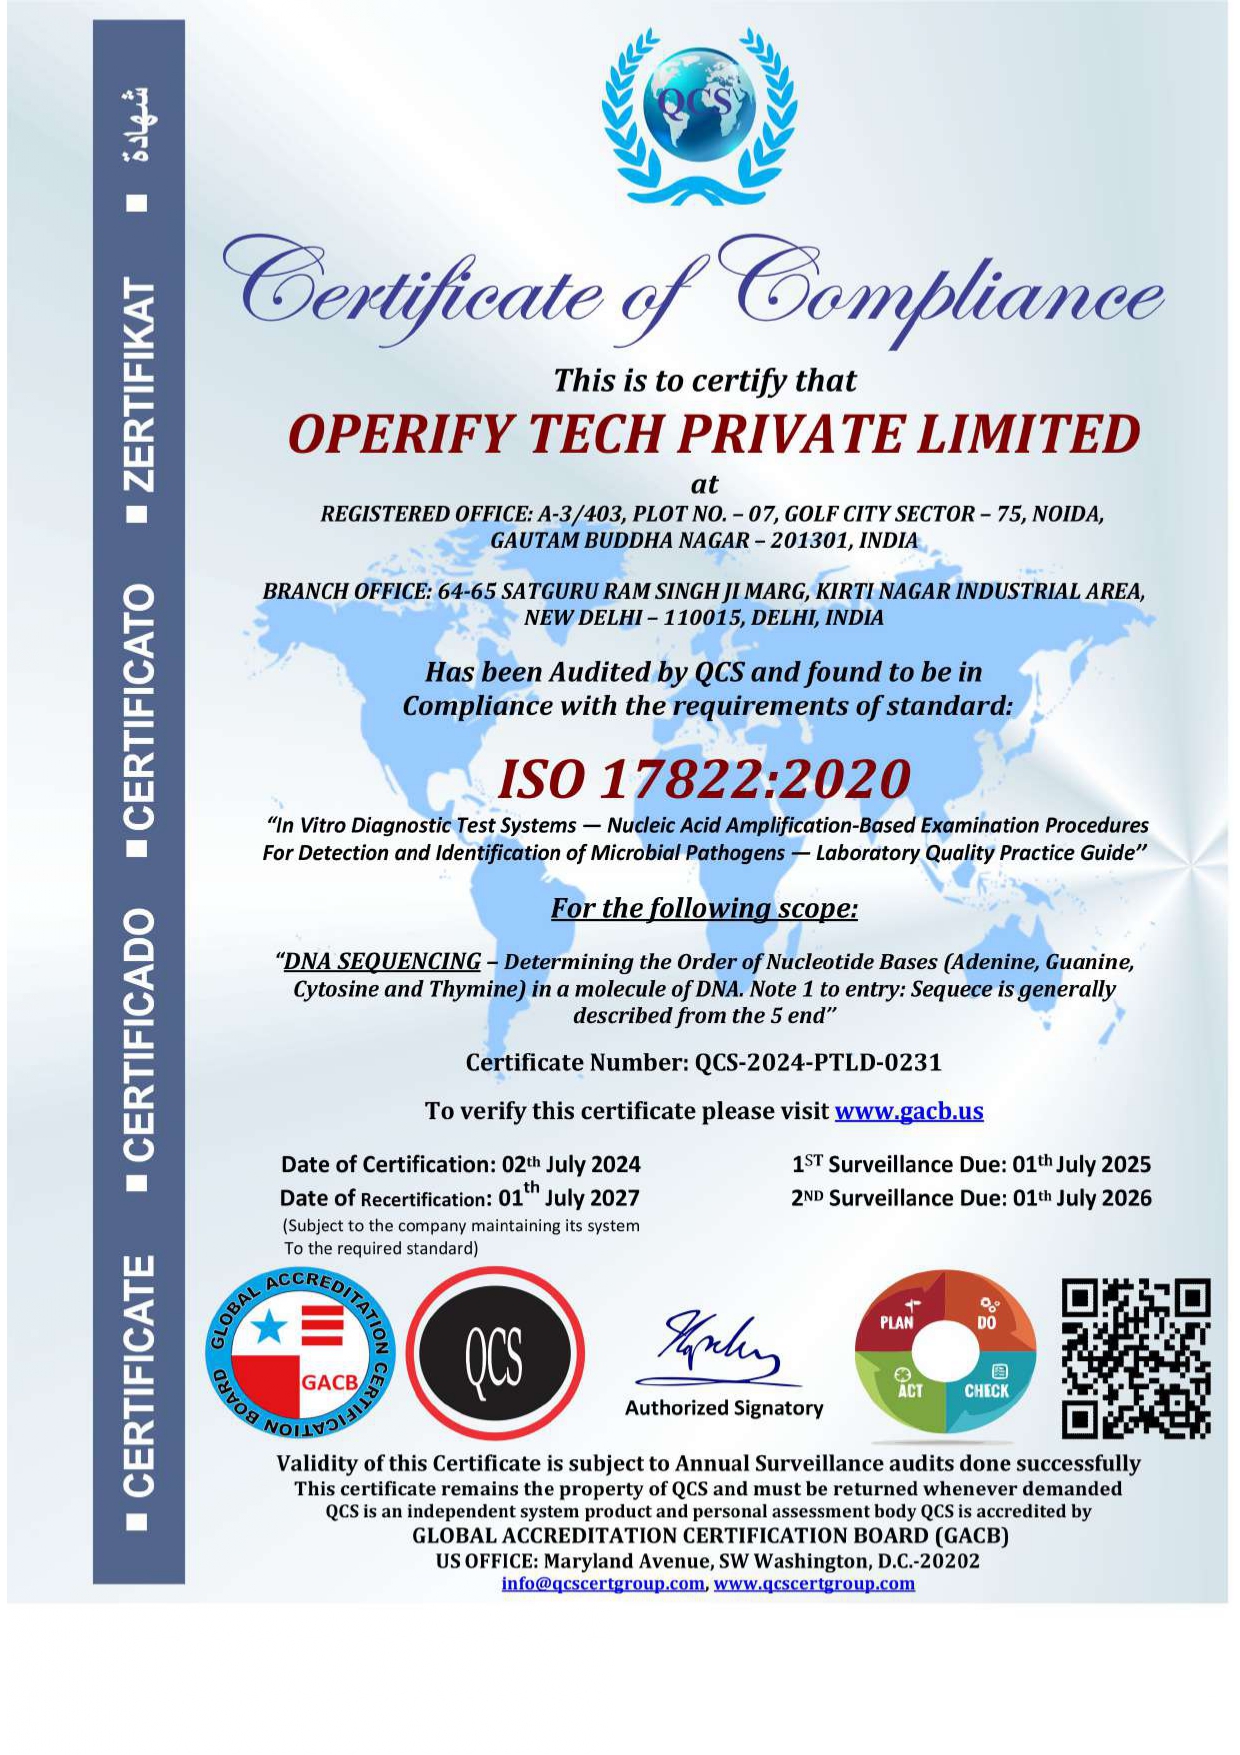 شهادة
■ ZERTIFIKAT
■ CERTIFICATO
■ CERTIFICADO
■ CERTIFICATE
QCS
Certificate of Compliance
This is to certify that
OPERIFY TECH PRIVATE LIMITED
at
REGISTERED OFFICE: A-3/403, PLOT NO. – 07, GOLF CITY SECTOR – 75, NOIDA,
GAUTAM BUDDHA NAGAR – 201301, INDIA
BRANCH OFFICE: 64-65 SATGURU RAM SINGH JI MARG, KIRTI NAGAR INDUSTRIAL AREA,
NEW DELHI – 110015, DELHI, INDIA
Has been Audited by QCS and found to be in
Compliance with the requirements of standard:
ISO 17822:2020
“In Vitro Diagnostic Test Systems — Nucleic Acid Amplification-Based Examination Procedures
For Detection and Identification of Microbial Pathogens — Laboratory Quality Practice Guide”
For the following scope:
“DNA SEQUENCING – Determining the Order of Nucleotide Bases (Adenine, Guanine,
Cytosine and Thymine) in a molecule of DNA. Note 1 to entry: Sequece is generally
described from the 5 end”
Certificate Number: QCS-2024-PTLD-0231
To verify this certificate please visit www.gacb.us
Date of Certification: 02th July 2024
Date of Recertification: 01th July 2027
(Subject to the company maintaining its system
To the required standard)
1ST Surveillance Due: 01th July 2025
2ND Surveillance Due: 01th July 2026
GLOBAL ACCREDITATION CERTIFICATION BOARD
GACB
QCS
Authorized Signatory
PLAN
DO
ACT
CHECK
Validity of this Certificate is subject to Annual Surveillance audits done successfully
This certificate remains the property of QCS and must be returned whenever demanded
QCS is an independent system product and personal assessment body QCS is accredited by
GLOBAL ACCREDITATION CERTIFICATION BOARD (GACB)
US OFFICE: Maryland Avenue, SW Washington, D.C.-20202
info@qcscertgroup.com, www.qcscertgroup.com